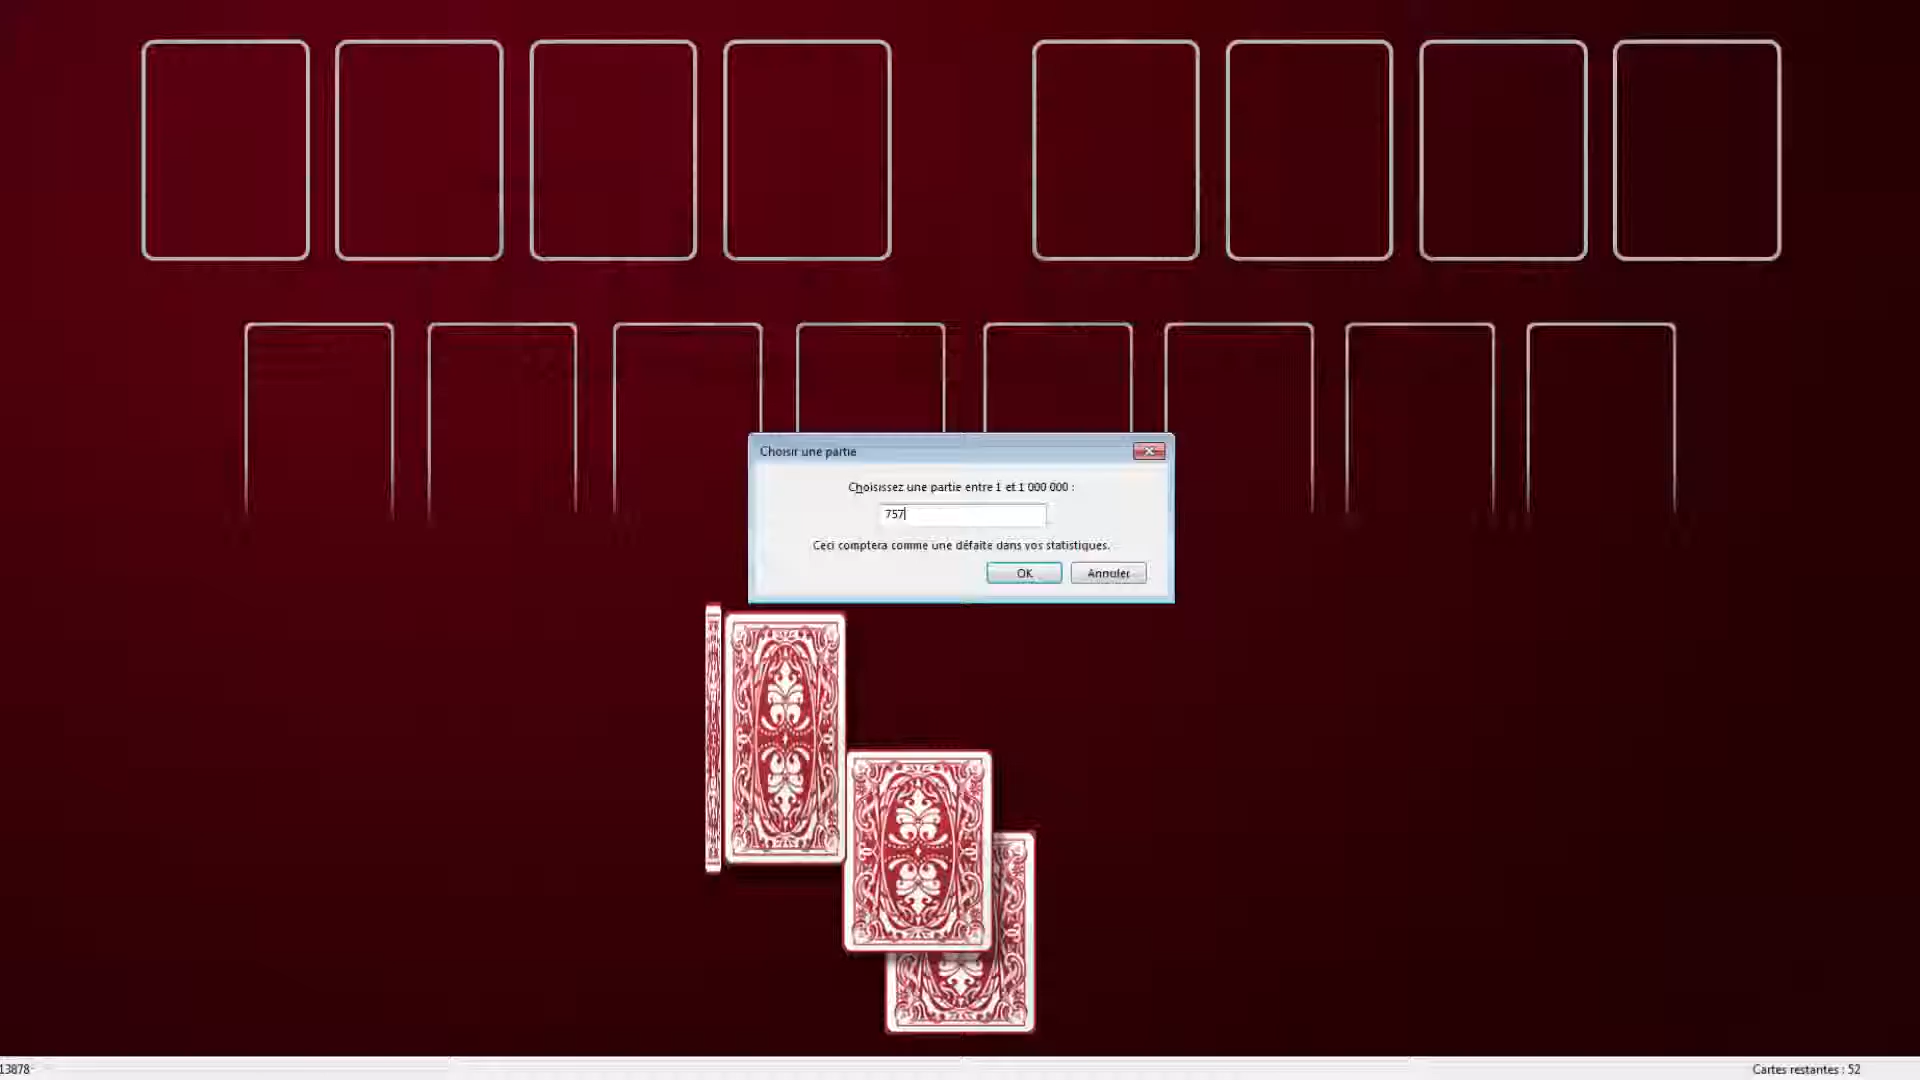 Choisir une partie
Choisissez une partie entre 1 et 1 000 000 :
757
Ceci comptera comme une défaite dans vos statistiques.
OK
Annuler
13878
Cartes restantes : 52